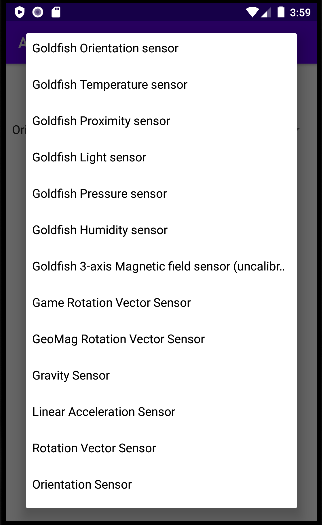 3:59
A
Ori
Goldfish Orientation sensor
Goldfish Temperature sensor
Goldfish Proximity sensor
Goldfish Light sensor
Goldfish Pressure sensor
Goldfish Humidity sensor
Goldfish 3-axis Magnetic field sensor (uncalibr..
Game Rotation Vector Sensor
GeoMag Rotation Vector Sensor
Gravity Sensor
Linear Acceleration Sensor
Rotation Vector Sensor
Orientation Sensor